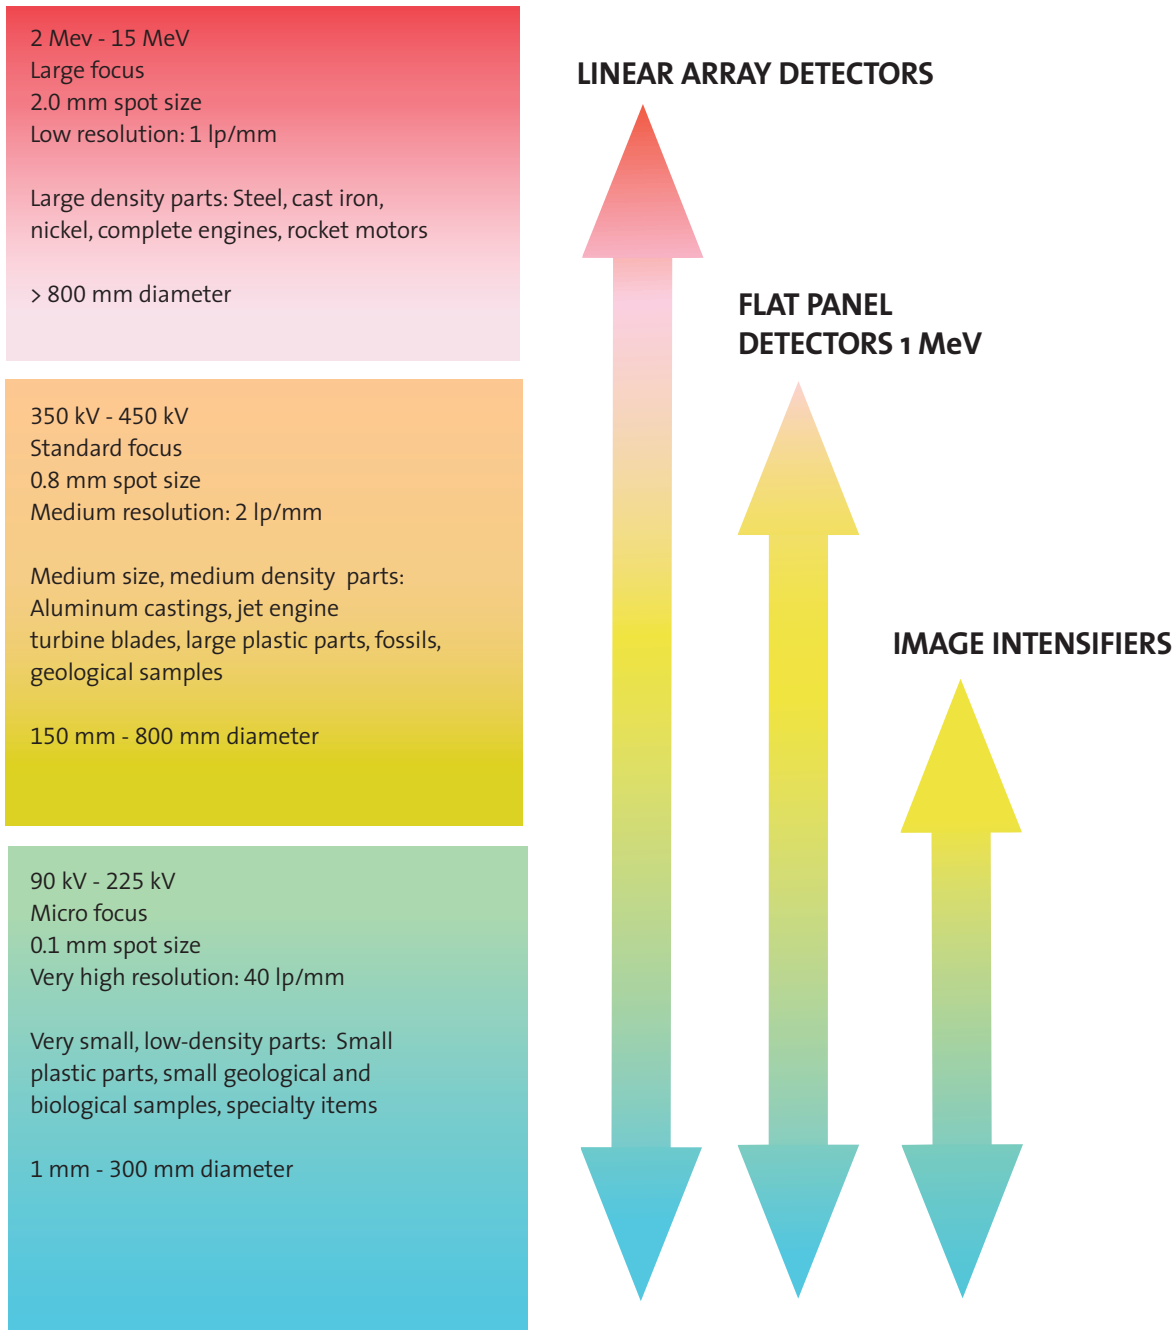 2 Mev - 15 MeV
Large focus
2.0 mm spot size
Low resolution: 1 lp/mm
Large density parts: Steel, cast iron,
nickel, complete engines, rocket motors
> 800 mm diameter
350 kV - 450 kV
Standard focus
0.8 mm spot size
Medium resolution: 2 lp/mm
Medium size, medium density parts:
Aluminum castings, jet engine
turbine blades, large plastic parts, fossils,
geological samples
150 mm - 800 mm diameter
90 kV - 225 kV
Micro focus
0.1 mm spot size
Very high resolution: 40 lp/mm
Very small, low-density parts: Small
plastic parts, small geological and
biological samples, specialty items
1 mm - 300 mm diameter
LINEAR ARRAY DETECTORS
FLAT PANEL
DETECTORS 1 MeV
IMAGE INTENSIFIERS